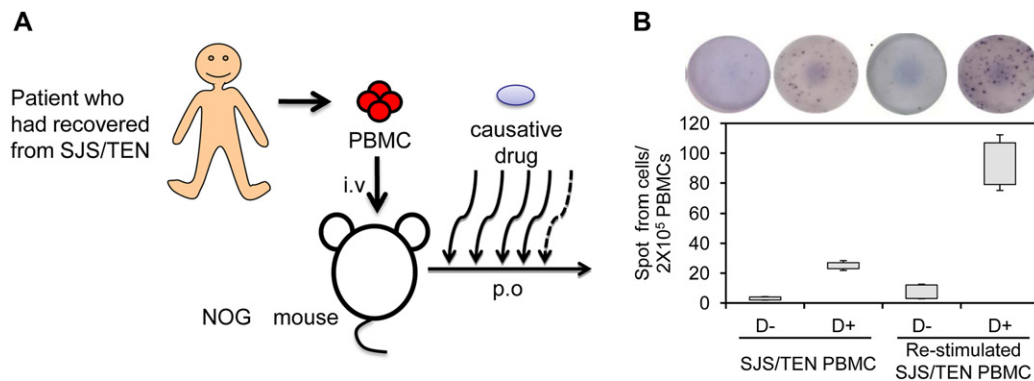 A
Patient who
had recovered
from SJS/TEN
PBMC
i.v
causative
drug
p.o
NOG mouse
B
Spot from cells/
2X10⁵ PBMCs
120
100
80
60
40
20
0
D- D+ D- D+
SJS/TEN PBMC
Re-stimulated
SJS/TEN PBMC